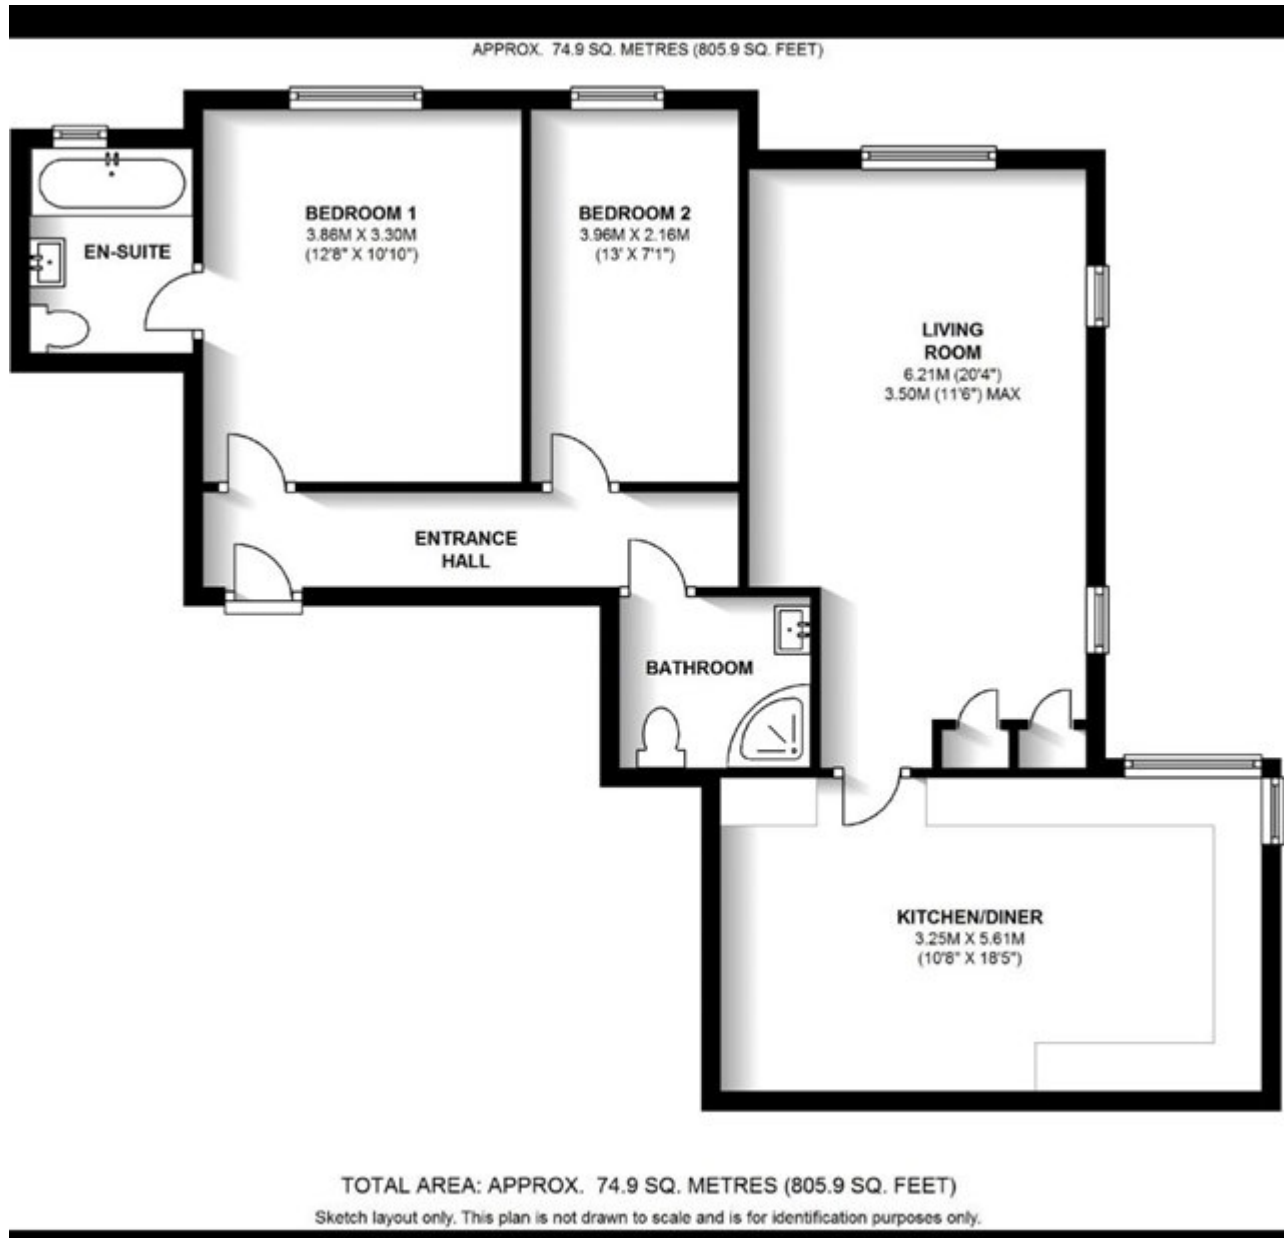 APPROX. 74.9 SQ. METRES (805.9 SQ. FEET)
BEDROOM 1
3.86M X 3.30M
(12'8" X 10'10")
BEDROOM 2
3.96M X 2.16M
(13' X 7'1")
EN-SUITE
LIVING
ROOM
6.21M (20'4")
3.50M (11'6") MAX
ENTRANCE
HALL
BATHROOM
KITCHEN/DINER
3.25M X 5.61M
(10'8" X 18'5")
TOTAL AREA: APPROX. 74.9 SQ. METRES (805.9 SQ. FEET)
Sketch layout only. This plan is not drawn to scale and is for identification purposes only.